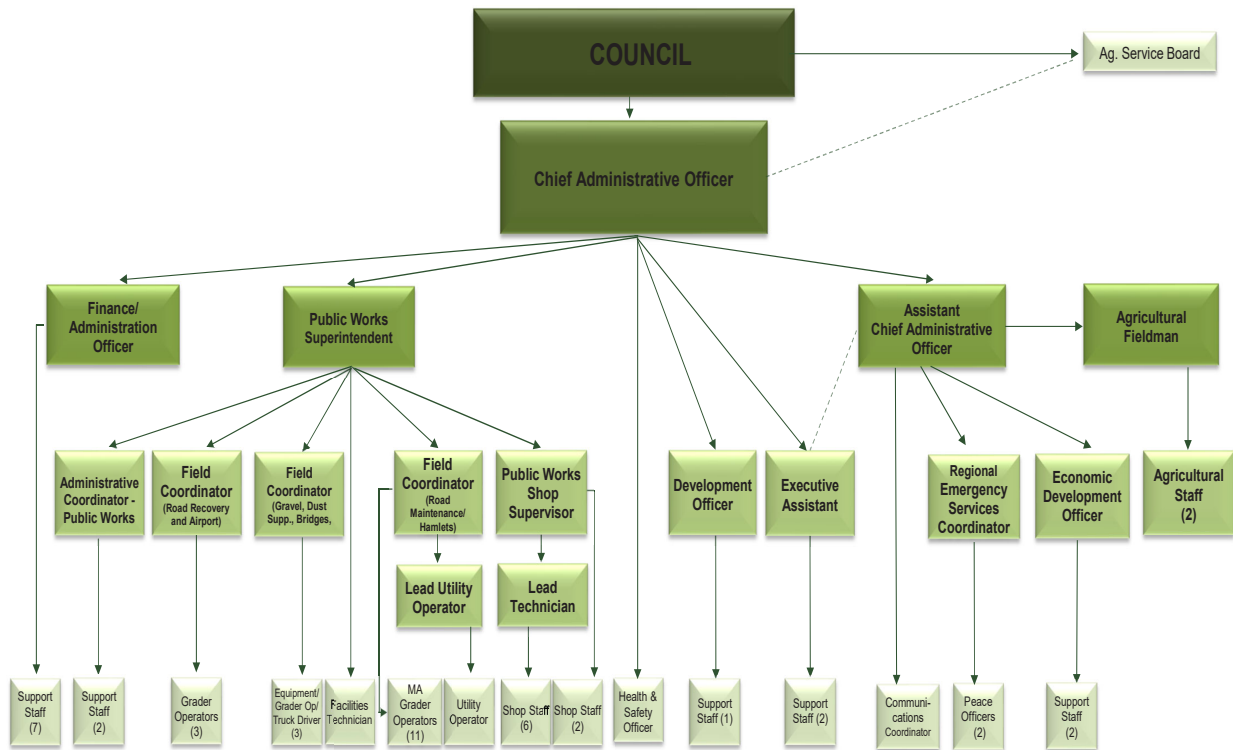 COUNCIL
Ag. Service Board
Chief Administrative Officer
Finance/
Administration
Officer
Public Works
Superintendent
Assistant
Chief Administrative
Officer
Agricultural
Fieldman
Administrative
Coordinator -
Public Works
Field
Coordinator
(Road Recovery
and Airport)
Field
Coordinator
(Gravel, Dust
Supp., Bridges,
Field
Coordinator
(Road
Maintenance/
Hamlets)
Public Works
Shop
Supervisor
Development
Officer
Executive
Assistant
Regional
Emergency
Services
Coordinator
Economic
Development
Officer
Agricultural
Staff
(2)
Lead Utility
Operator
Lead
Technician
Support
Staff
(7)
Support
Staff
(2)
Grader
Operators
(3)
Equipment/
Grader Op/
Truck Driver
(3)
Facilities
Technician
MA
Grader
Operators
(11)
Utility
Operator
Shop Staff
(6)
Shop Staff
(2)
Health &
Safety
Officer
Support
Staff (1)
Support
Staff (2)
Communi-
cations
Coordinator
Peace
Officers
(2)
Support
Staff
(2)